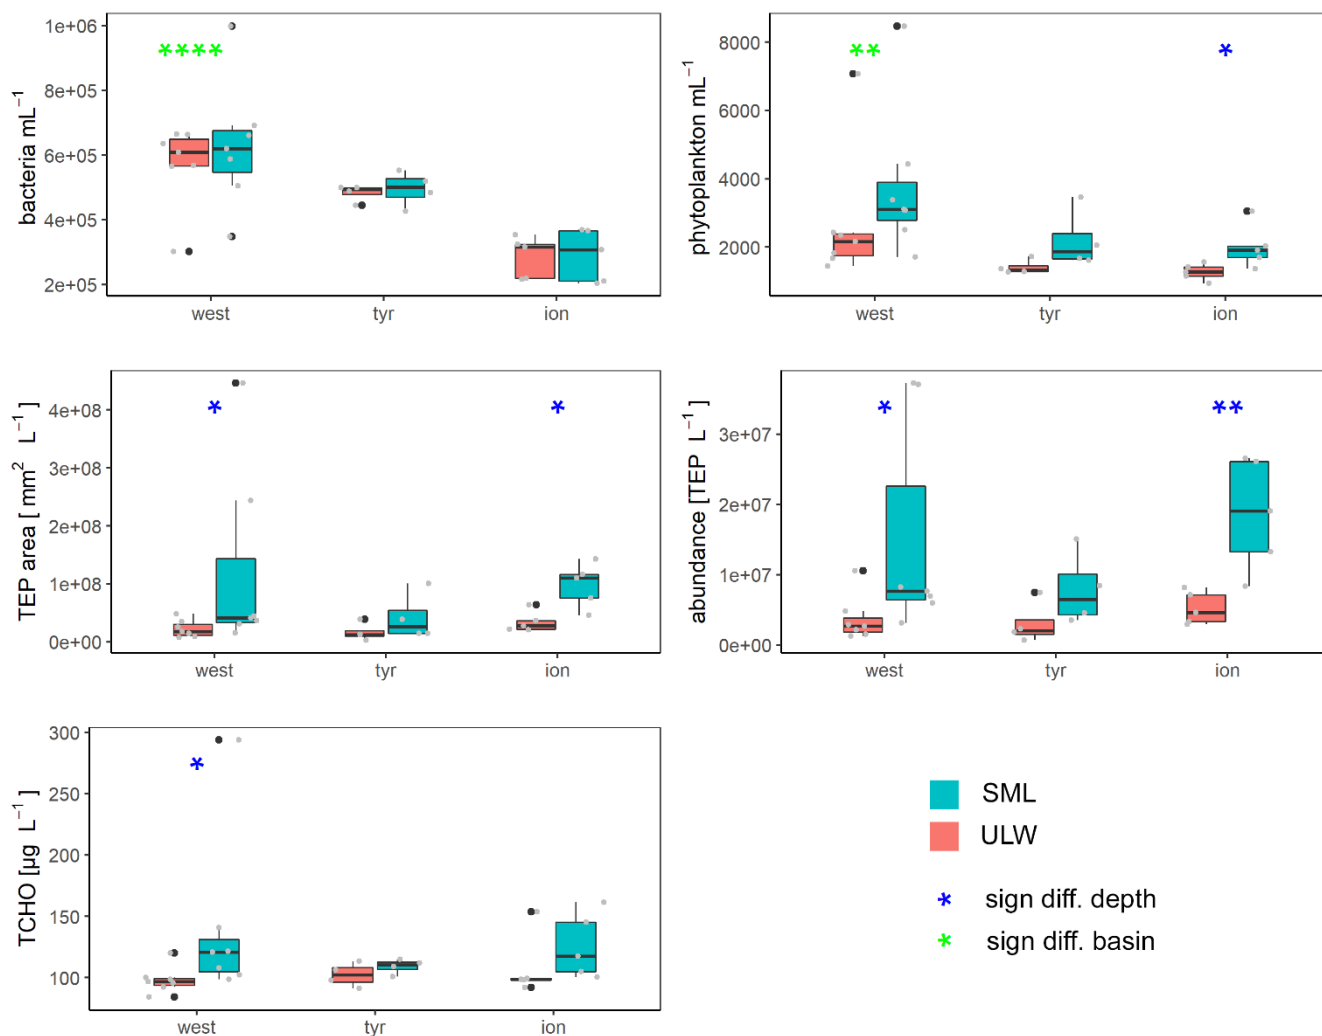 bacteria mL⁻¹
1e+06
8e+05
6e+05
4e+05
2e+05
****
west tyr ion
phytoplankton mL⁻¹
8000
6000
4000
2000
** *
west tyr ion
TEP area [ mm² L⁻¹ ]
4e+08
3e+08
2e+08
1e+08
0e+00
* *
west tyr ion
abundance [TEP L⁻¹ ]
3e+07
2e+07
1e+07
0e+00
* **
west tyr ion
TCHO [µg L⁻¹ ]
300
250
200
150
100
*
west tyr ion
SML
ULW
* sign diff. depth
* sign diff. basin